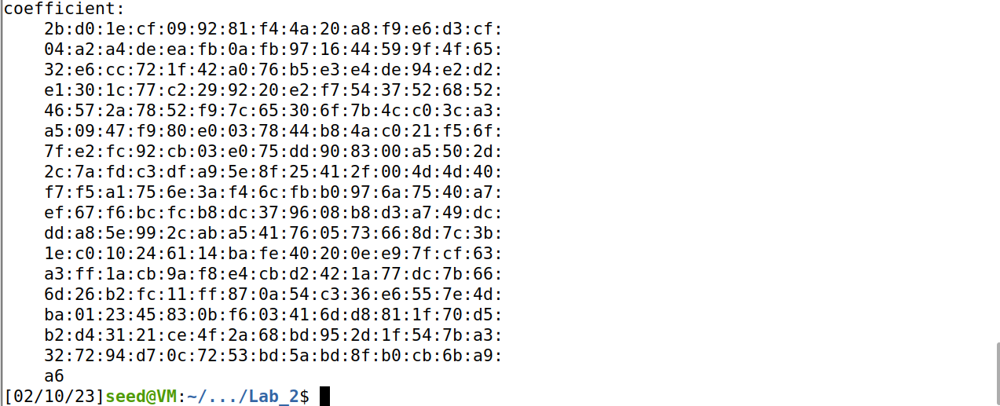 coefficient:
    2b:d0:1e:cf:09:92:81:f4:4a:20:a8:f9:e6:d3:cf:
    04:a2:a4:de:ea:fb:0a:fb:97:16:44:59:9f:4f:65:
    32:e6:cc:72:1f:42:a0:76:b5:e3:e4:de:94:e2:d2:
    e1:30:1c:77:c2:29:92:20:e2:f7:54:37:52:68:52:
    46:57:2a:78:52:f9:7c:65:30:6f:7b:4c:c0:3c:a3:
    a5:09:47:f9:80:e0:03:78:44:b8:4a:c0:21:f5:6f:
    7f:e2:fc:92:cb:03:e0:75:dd:90:83:00:a5:50:2d:
    2c:7a:fd:c3:df:a9:5e:8f:25:41:2f:00:4d:4d:40:
    f7:f5:a1:75:6e:3a:f4:6c:fb:b0:97:6a:75:40:a7:
    ef:67:f6:bc:fc:b8:dc:37:96:08:b8:d3:a7:49:dc:
    dd:a8:5e:99:2c:ab:a5:41:76:05:73:66:8d:7c:3b:
    1e:c0:10:24:61:14:ba:fe:40:20:0e:e9:7f:cf:63:
    a3:ff:1a:cb:9a:f8:e4:cb:d2:42:1a:77:dc:7b:66:
    6d:26:b2:fc:11:ff:87:0a:54:c3:36:e6:55:7e:4d:
    ba:01:23:45:83:0b:f6:03:41:6d:d8:81:1f:70:d5:
    b2:d4:31:21:ce:4f:2a:68:bd:95:2d:1f:54:7b:a3:
    32:72:94:d7:0c:72:53:bd:5a:bd:8f:b0:cb:6b:a9:
    a6
[02/10/23]seed@VM:~/.../Lab_2$